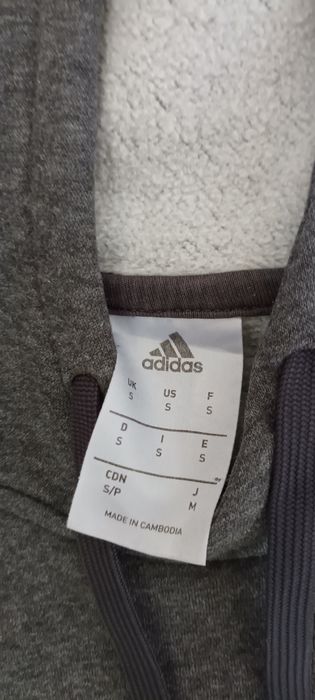 adidas
UK US F
S S S
D I E
S S S
CDN J
S/P M
MADE IN CAMBODIA